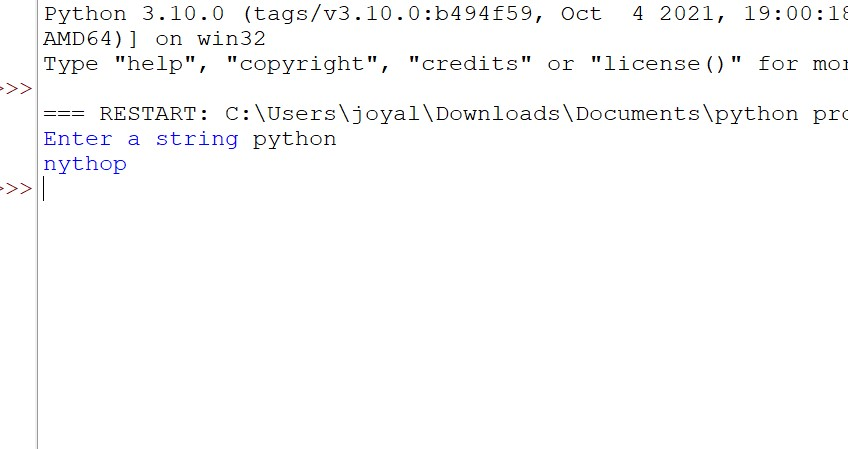 Python 3.10.0 (tags/v3.10.0:b494f59, Oct  4 2021, 19:00:18
AMD64)] on win32
Type "help", "copyright", "credits" or "license()" for mor
>>>
=== RESTART: C:\Users\joyal\Downloads\Documents\python pro
Enter a string python
nythop
>>>